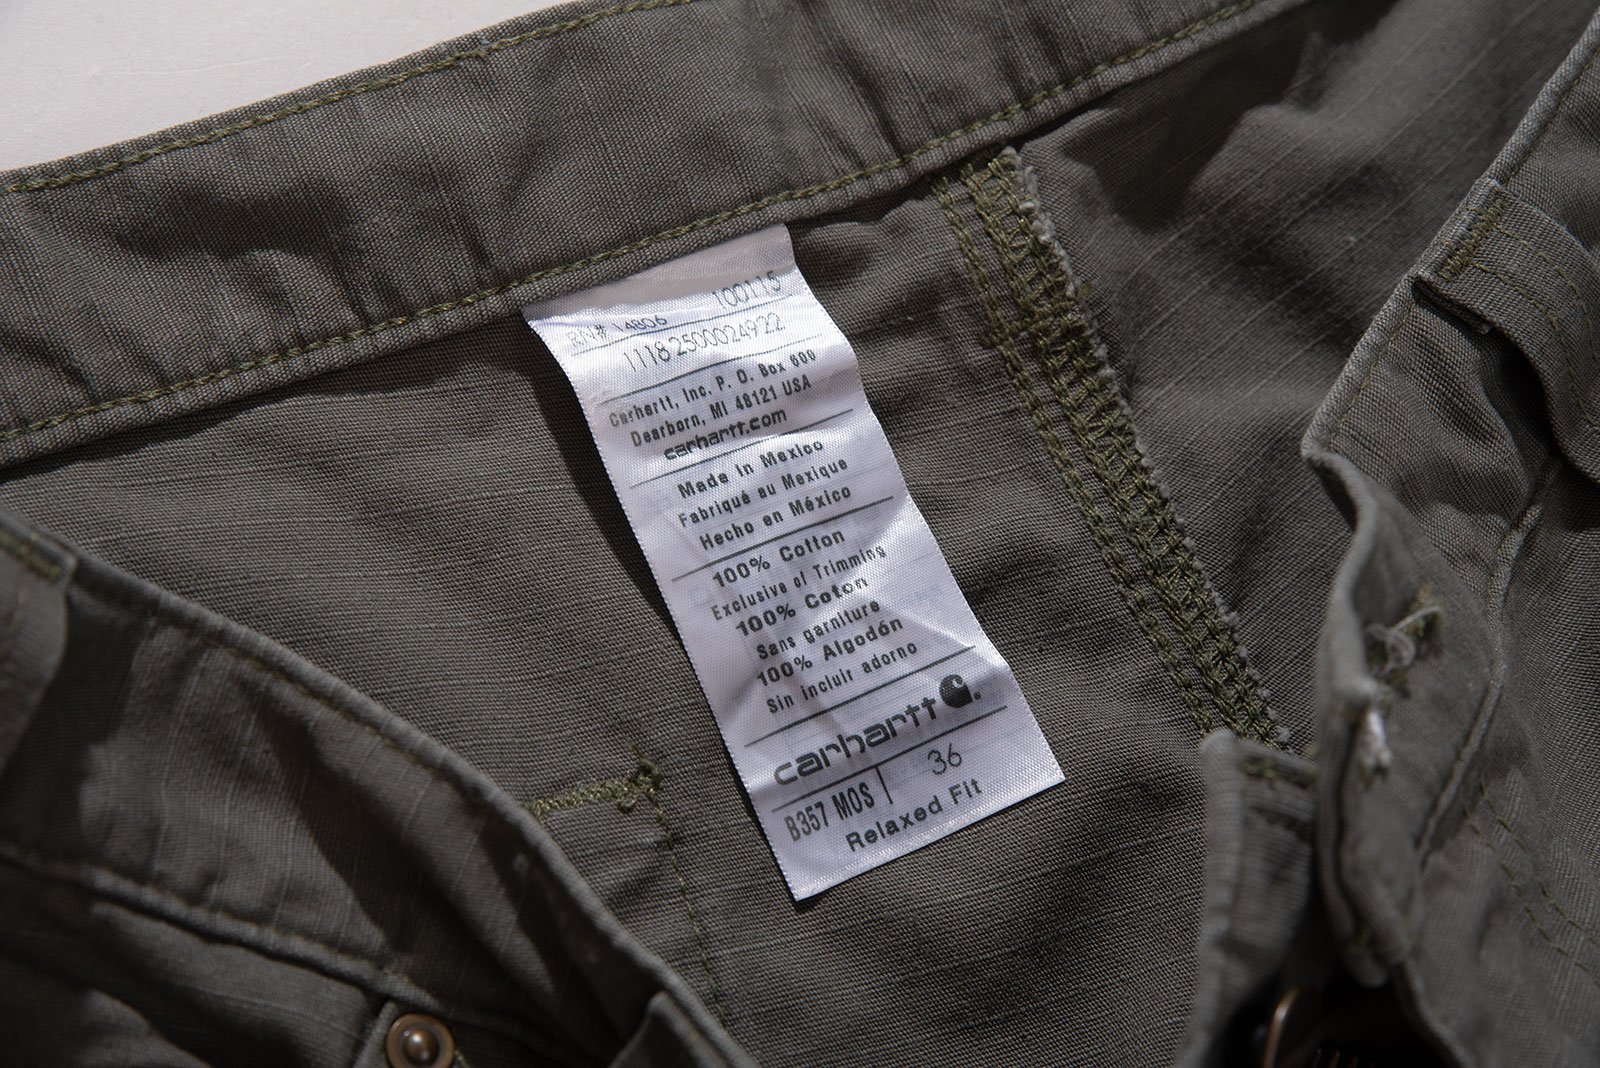 RN# 14806 100115
1118 2500024922
Carhartt, Inc. P. O. Box 600
Dearborn, MI 48121 USA
carhartt.com
Made In Mexico
Fabriqué au Mexique
Hecho en México
100% Cotton
Exclusive of Trimming
100% Coton
Sans garniture
100% Algodón
Sin incluir adorno
carhartt
B357 MOS 36
Relaxed Fit